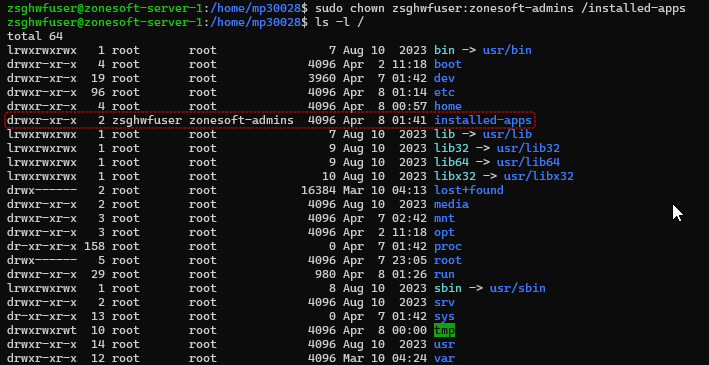 zsghwfuser@zonesoft-server-1:/home/mp30028$ sudo chown zsghwfuser:zonesoft-admins /installed-apps
zsghwfuser@zonesoft-server-1:/home/mp30028$ ls -l /
total 64
lrwxrwxrwx   1 root       root                7 Aug 10  2023 bin -> usr/bin
drwxr-xr-x   4 root       root             4096 Apr  2 11:18 boot
drwxr-xr-x  19 root       root             3960 Apr  7 01:42 dev
drwxr-xr-x  96 root       root             4096 Apr  8 01:14 etc
drwxr-xr-x   4 root       root             4096 Apr  8 00:57 home
drwxr-xr-x   2 zsghwfuser zonesoft-admins  4096 Apr  8 01:41 installed-apps
lrwxrwxrwx   1 root       root                7 Aug 10  2023 lib -> usr/lib
lrwxrwxrwx   1 root       root                9 Aug 10  2023 lib32 -> usr/lib32
lrwxrwxrwx   1 root       root                9 Aug 10  2023 lib64 -> usr/lib64
lrwxrwxrwx   1 root       root               10 Aug 10  2023 libx32 -> usr/libx32
drwx------   2 root       root            16384 Mar 10 04:13 lost+found
drwxr-xr-x   2 root       root             4096 Aug 10  2023 media
drwxr-xr-x   3 root       root             4096 Apr  7 02:42 mnt
drwxr-xr-x   3 root       root             4096 Apr  2 11:18 opt
dr-xr-xr-x 158 root       root                0 Apr  7 01:42 proc
drwx------   5 root       root             4096 Apr  7 23:05 root
drwxr-xr-x  29 root       root              980 Apr  8 01:26 run
lrwxrwxrwx   1 root       root                8 Aug 10  2023 sbin -> usr/sbin
drwxr-xr-x   2 root       root             4096 Aug 10  2023 srv
dr-xr-xr-x  13 root       root                0 Apr  7 01:42 sys
drwxrwxrwt  10 root       root             4096 Apr  8 00:00 tmp
drwxr-xr-x  14 root       root             4096 Aug 10  2023 usr
drwxr-xr-x  12 root       root             4096 Mar 10 04:24 var